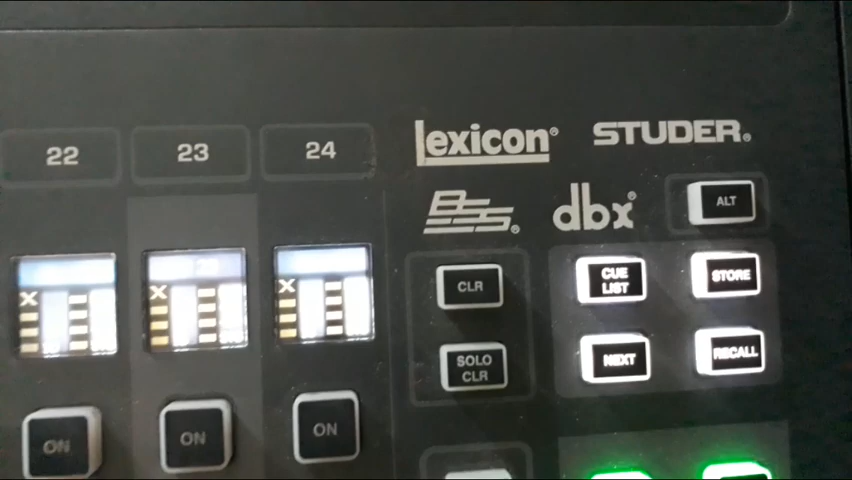 lexicon®
STUDER®
22
23
24
BSS®
dbx®
ALT
CLR
CUE
LIST
STORE
SOLO
CLR
NEXT
RECALL
ON
ON
ON